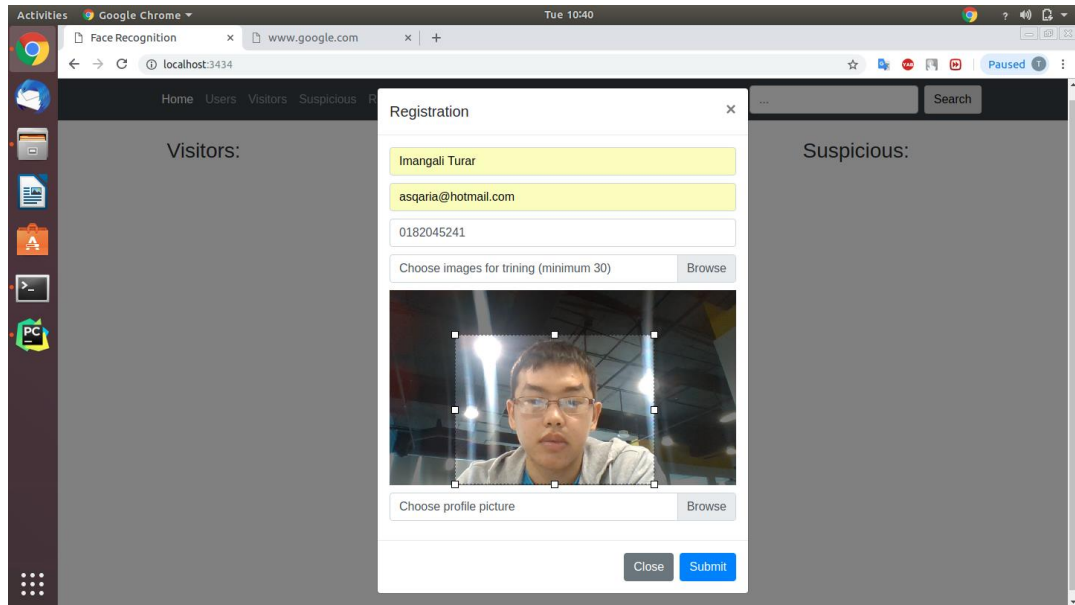 Activities Google Chrome Tue 10:40
Face Recognition × www.google.com × +
localhost:3434 Paused T
Home Users Visitors Suspicious R ... Search
Registration ×
Visitors: Suspicious:
Imangali Turar
asqaria@hotmail.com
0182045241
Choose images for trining (minimum 30) Browse
Choose profile picture Browse
Close Submit
PC